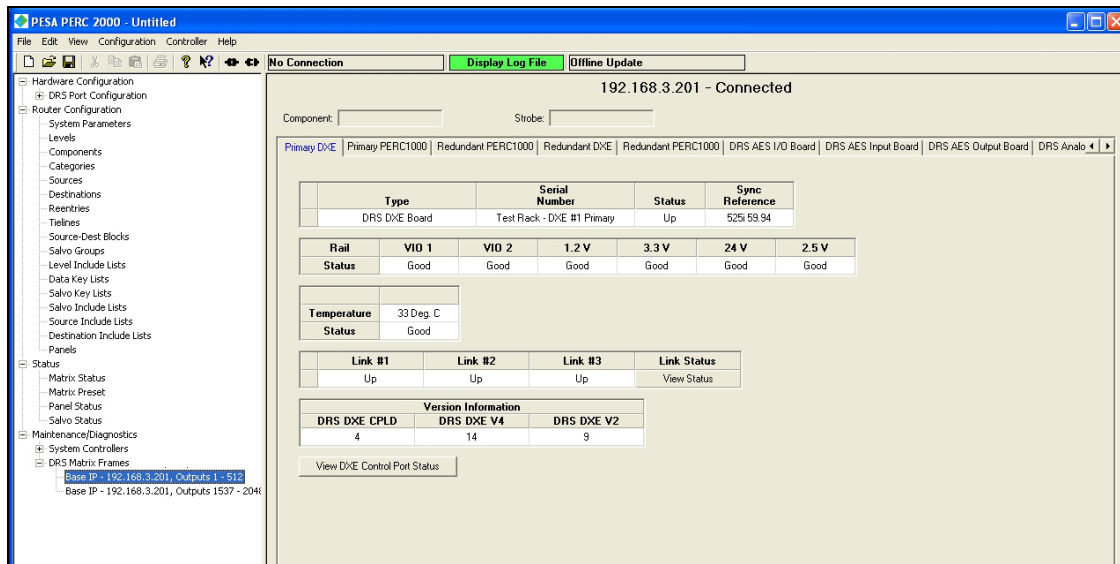 PESA PERC 2000 - Untitled
File Edit View Configuration Controller Help
No Connection Display Log File Offline Update
Hardware Configuration
DRS Port Configuration
Router Configuration
System Parameters
Levels
Components
Categories
Sources
Destinations
Reentries
Tielines
Source-Dest Blocks
Salvo Groups
Level Include Lists
Data Key Lists
Salvo Key Lists
Salvo Include Lists
Source Include Lists
Destination Include Lists
Panels
Status
Matrix Status
Matrix Preset
Panel Status
Salvo Status
Maintenance/Diagnostics
System Controllers
DRS Matrix Frames
Base IP - 192.168.3.201, Outputs 1 - 512
Base IP - 192.168.3.201, Outputs 1537 - 2048
192.168.3.201 - Connected
Component: Strobe:
Primary DXE Primary PERC1000 Redundant PERC1000 Redundant DXE Redundant PERC1000 DRS AES I/O Board DRS AES Input Board DRS AES Output Board DRS Analo
Type Serial Number Status Sync Reference
DRS DXE Board Test Rack - DXE #1 Primary Up 525i 59.94
Rail VIO 1 VIO 2 1.2 V 3.3 V 24 V 2.5 V
Status Good Good Good Good Good Good
Temperature 33 Deg. C
Status Good
Link #1 Link #2 Link #3 Link Status
Up Up Up View Status
Version Information
DRS DXE CPLD DRS DXE V4 DRS DXE V2
4 14 9
View DXE Control Port Status